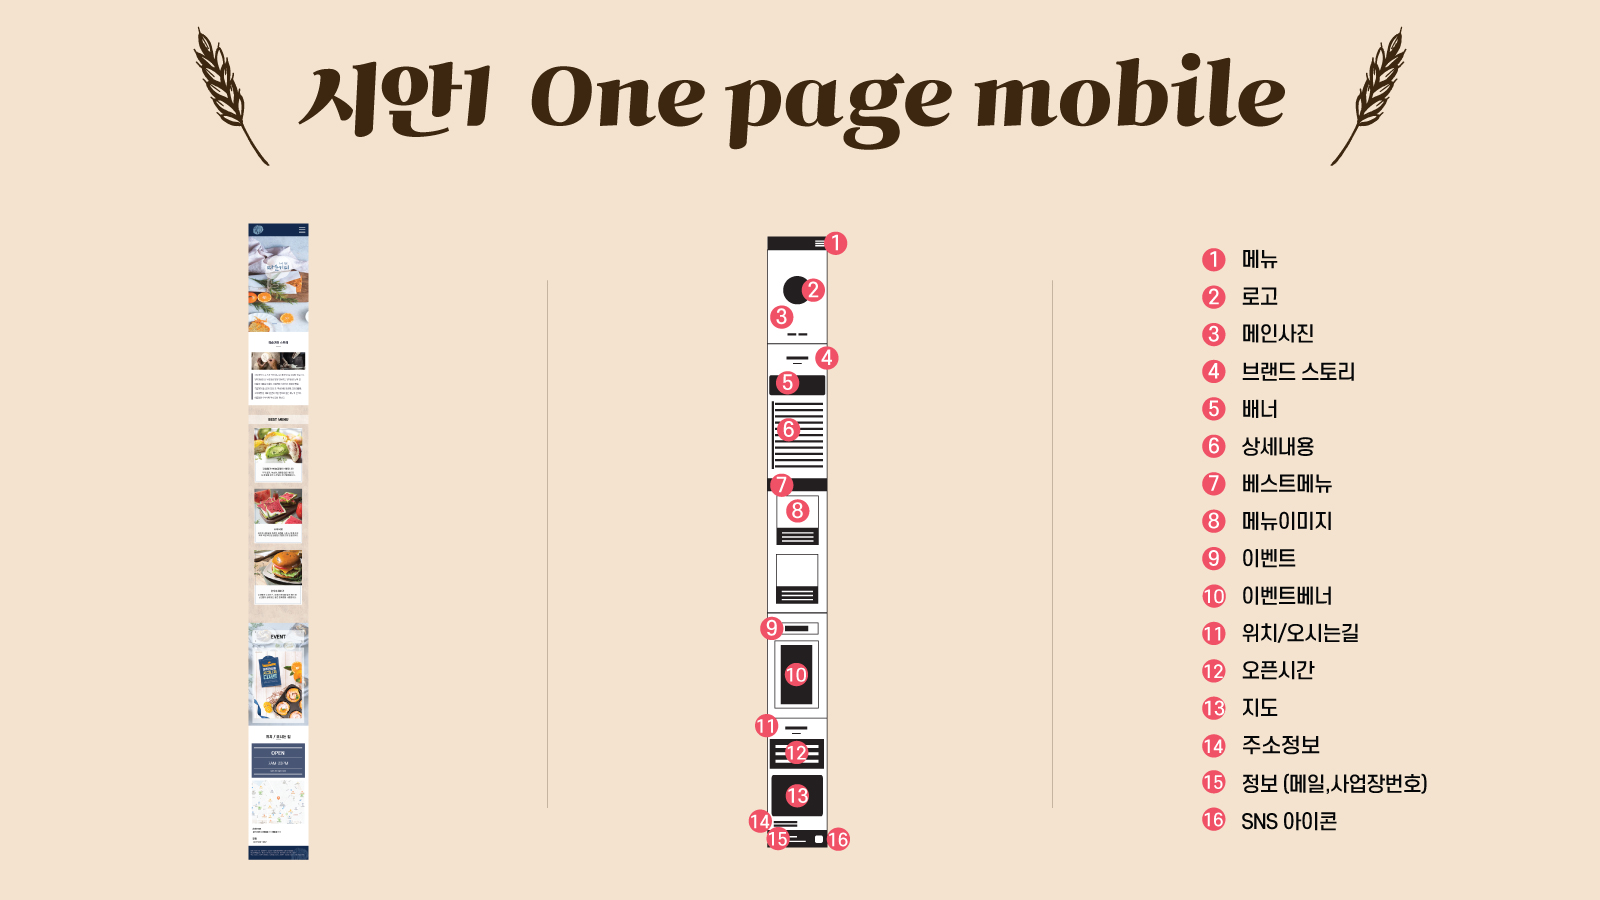 시안1 One page mobile
BEST MENU
EVENT
OPEN
1
2
3
4
5
6
7
8
9
10
11
12
13
14
15
16
1 메뉴
2 로고
3 메인사진
4 브랜드 스토리
5 배너
6 상세내용
7 베스트메뉴
8 메뉴이미지
9 이벤트
10 이벤트베너
11 위치/오시는길
12 오픈시간
13 지도
14 주소정보
15 정보 (메일,사업장번호)
16 SNS 아이콘